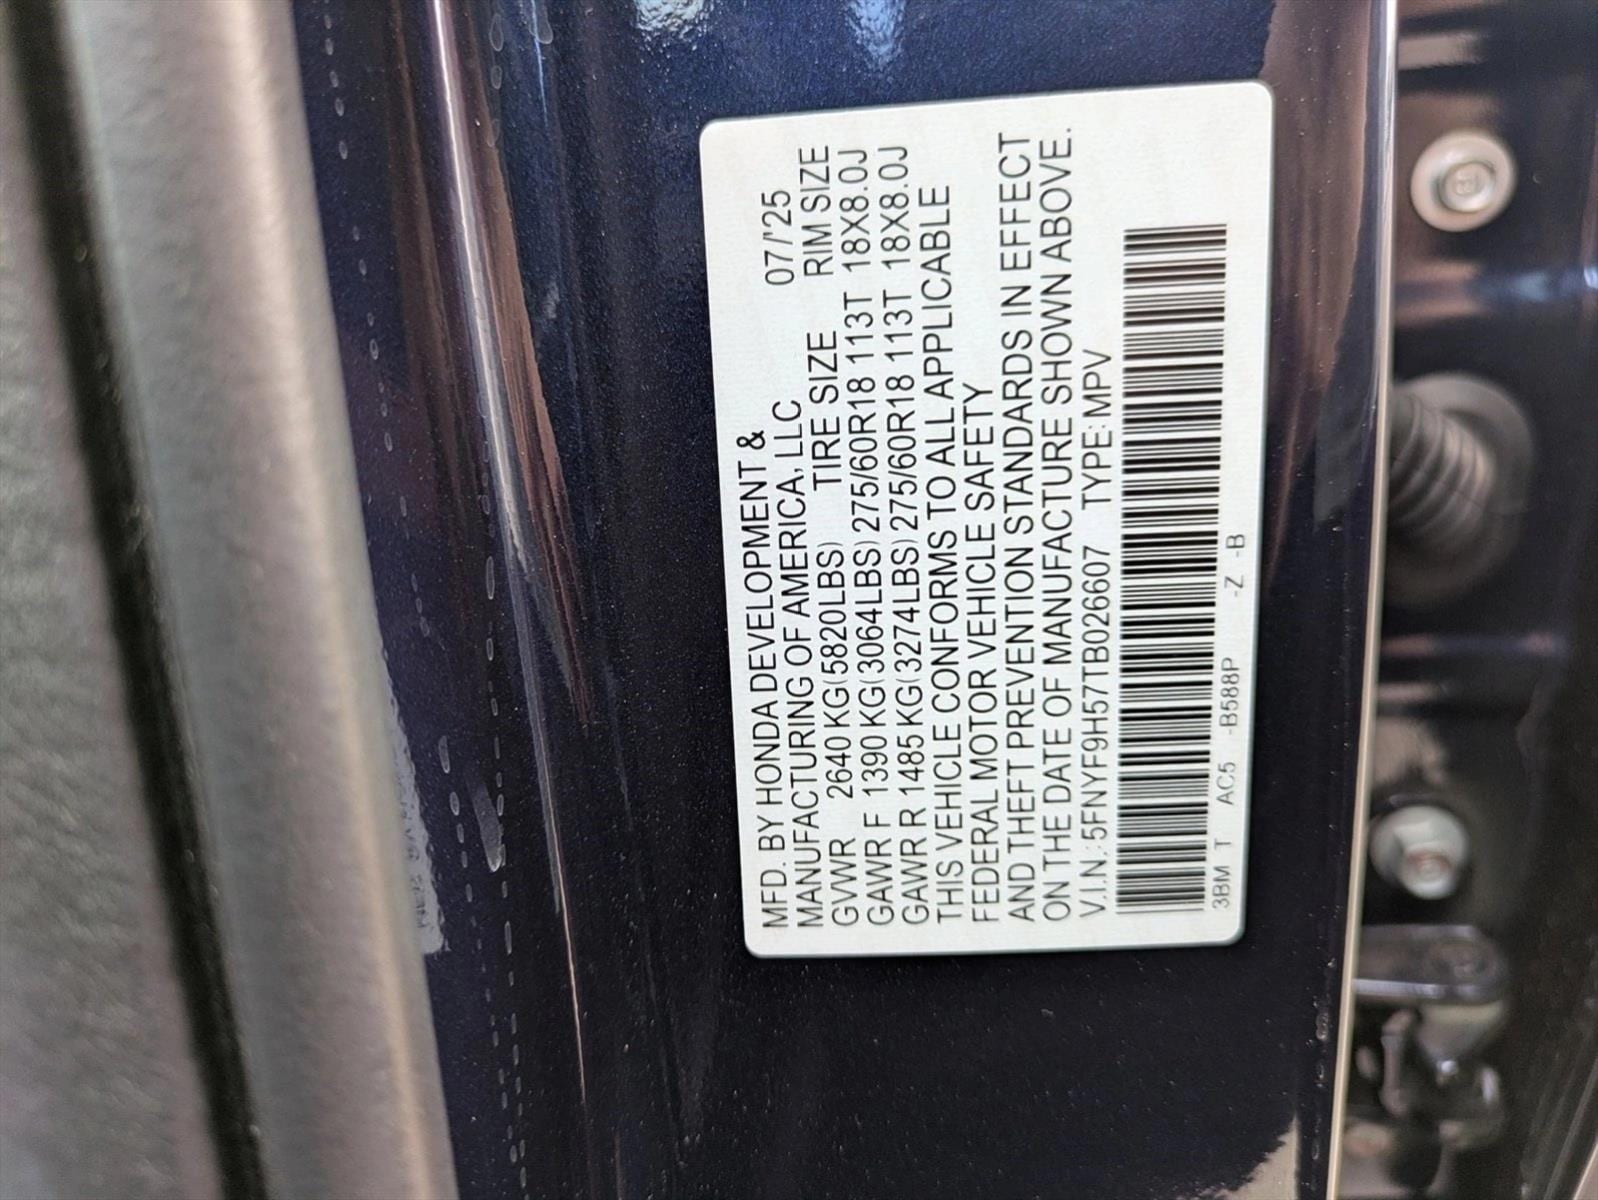 MFD. BY HONDA DEVELOPMENT &
MANUFACTURING OF AMERICA, LLC 07/'25
GVWR 2640 KG (5820LBS) TIRE SIZE RIM SIZE
GAWR F 1390 KG (3064LBS) 275/60R18 113T 18X8.0J
GAWR R 1485 KG (3274LBS) 275/60R18 113T 18X8.0J
THIS VEHICLE CONFORMS TO ALL APPLICABLE
FEDERAL MOTOR VEHICLE SAFETY
AND THEFT PREVENTION STANDARDS IN EFFECT
ON THE DATE OF MANUFACTURE SHOWN ABOVE.
V.I.N.: 5FNYF9H57TB026607 TYPE: MPV
3BM T AC5 -B588P -Z -B